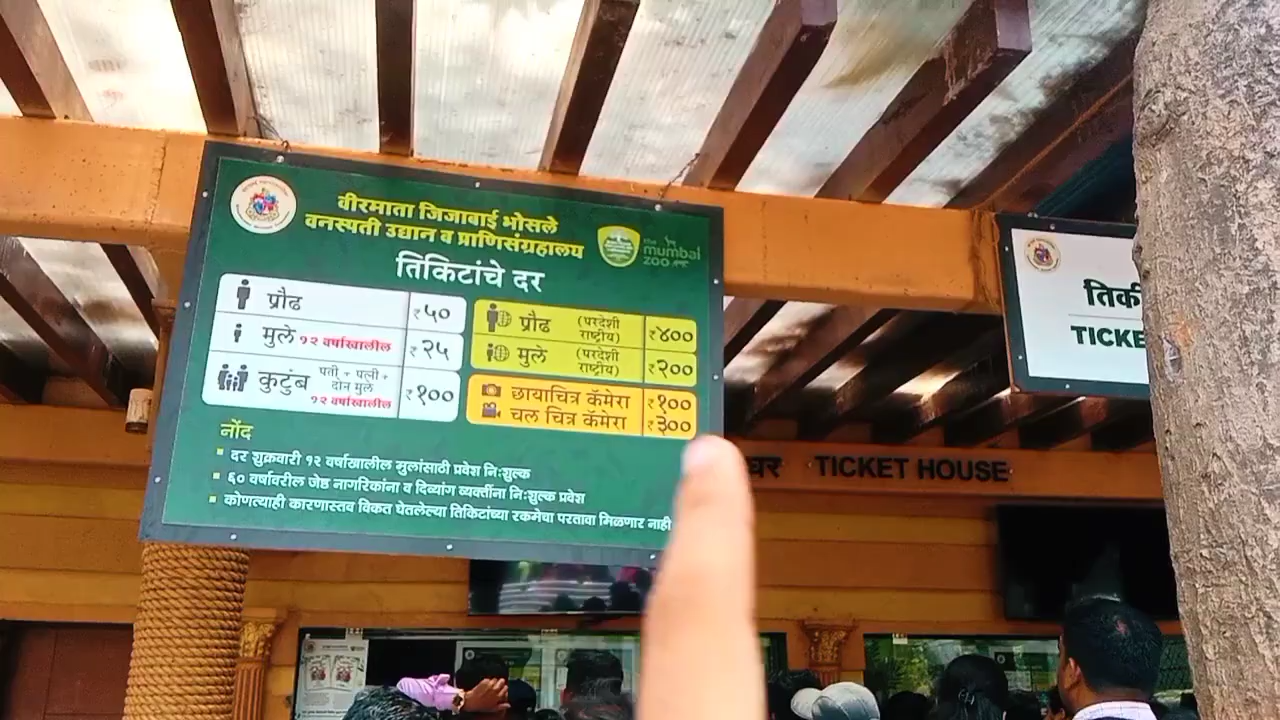 वीरमाता जिजाबाई भोसले
वनस्पती उद्यान व प्राणिसंग्रहालय
the
mumbai
zoo
तिकिटांचे दर
प्रौढ ₹५०
मुले १२ वर्षाखालील ₹२५
कुटुंब पती + पत्नी +
दोन मुले
१२ वर्षाखालील ₹१००
प्रौढ (परदेशी
राष्ट्रीय) ₹४००
मुले (परदेशी
राष्ट्रीय) ₹२००
छायाचित्र कॅमेरा ₹१००
चल चित्र कॅमेरा ₹३००
नोंद
दर शुक्रवारी १२ वर्षाखालील मुलांसाठी प्रवेश नि:शुल्क
६० वर्षावरील जेष्ठ नागरिकांना व दिव्यांग व्यक्तींना नि:शुल्क प्रवेश
कोणत्याही कारणास्तव विकत घेतलेल्या तिकिटांच्या रकमेचा परतावा मिळणार नाही
तिकी
TICKE
घर TICKET HOUSE